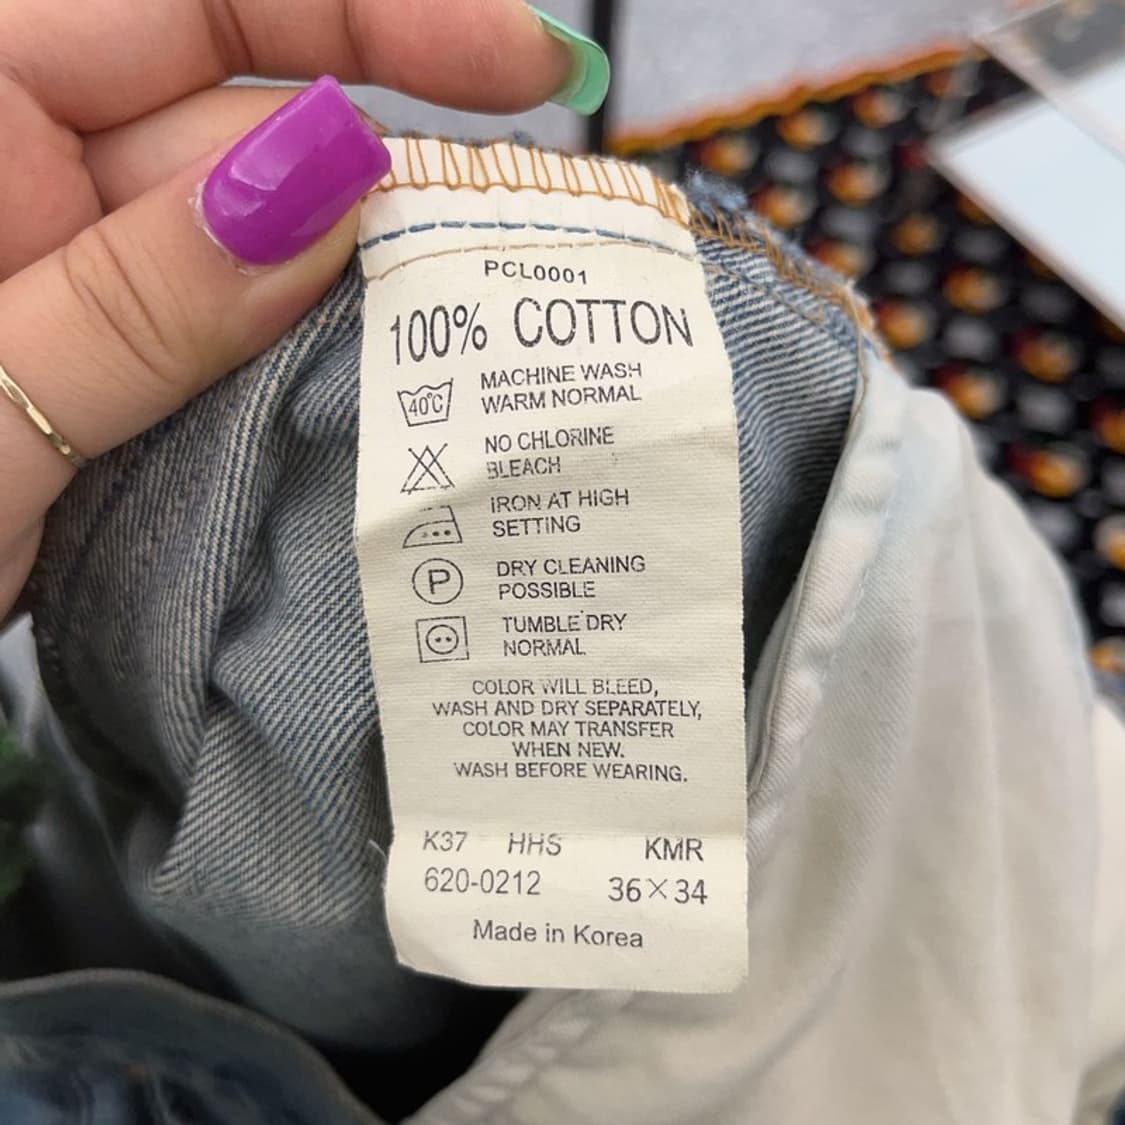 PCL0001
100% COTTON
40°C MACHINE WASH
WARM NORMAL
NO CHLORINE
BLEACH
IRON AT HIGH
SETTING
P DRY CLEANING
POSSIBLE
TUMBLE DRY
NORMAL
COLOR WILL BLEED,
WASH AND DRY SEPARATELY,
COLOR MAY TRANSFER
WHEN NEW.
WASH BEFORE WEARING.
K37 HHS KMR
620-0212 36×34
Made in Korea